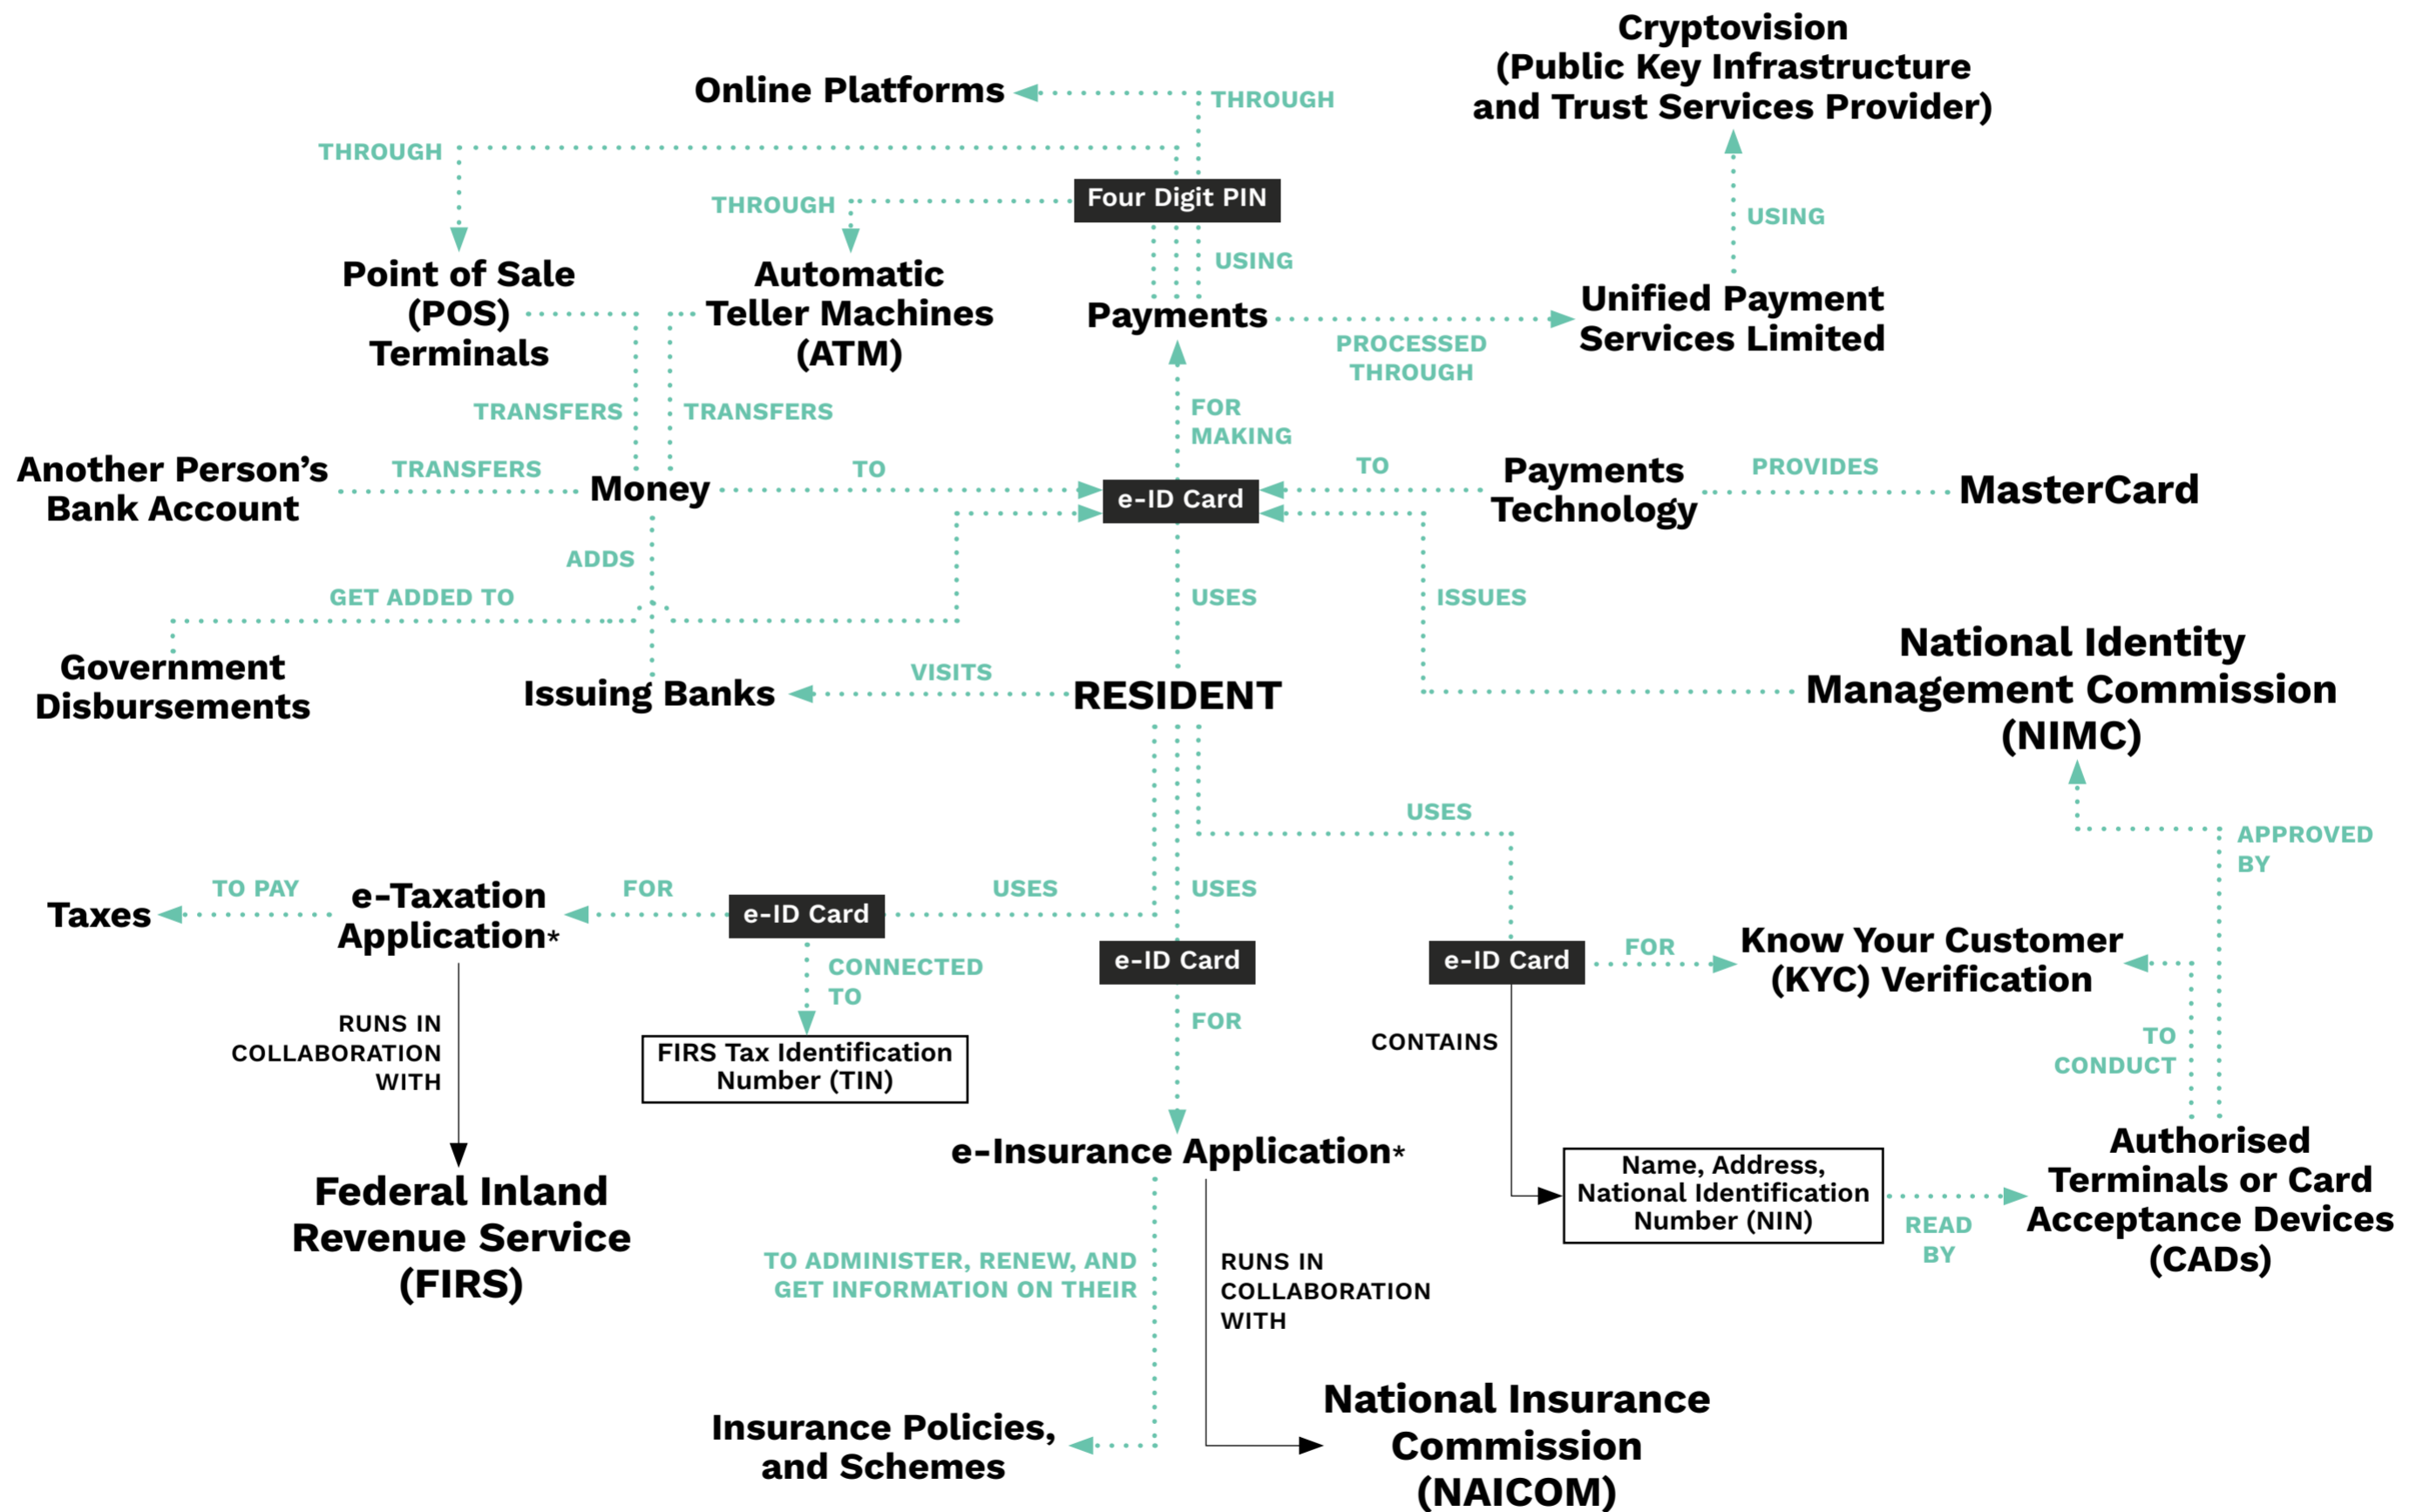 Cryptovision
(Public Key Infrastructure
and Trust Services Provider)
Online Platforms
THROUGH
THROUGH
Four Digit PIN
THROUGH
USING
USING
Point of Sale
(POS)
Terminals
Automatic
Teller Machines
(ATM)
Payments
PROCESSED
THROUGH
Unified Payment
Services Limited
TRANSFERS
TRANSFERS
FOR
MAKING
Another Person's
Bank Account
TRANSFERS
Money
TO
e-ID Card
TO
Payments
Technology
PROVIDES
MasterCard
ADDS
GET ADDED TO
USES
ISSUES
Government
Disbursements
Issuing Banks
VISITS
RESIDENT
National Identity
Management Commission
(NIMC)
USES
APPROVED
BY
Taxes
TO PAY
e-Taxation
Application*
FOR
e-ID Card
USES
USES
e-ID Card
e-ID Card
FOR
Know Your Customer
(KYC) Verification
CONNECTED
TO
RUNS IN
COLLABORATION
WITH
FIRS Tax Identification
Number (TIN)
FOR
CONTAINS
TO
CONDUCT
e-Insurance Application*
Name, Address,
National Identification
Number (NIN)
READ
BY
Authorised
Terminals or Card
Acceptance Devices
(CADs)
Federal Inland
Revenue Service
(FIRS)
TO ADMINISTER, RENEW, AND
GET INFORMATION ON THEIR
RUNS IN
COLLABORATION
WITH
Insurance Policies,
and Schemes
National Insurance
Commission
(NAICOM)